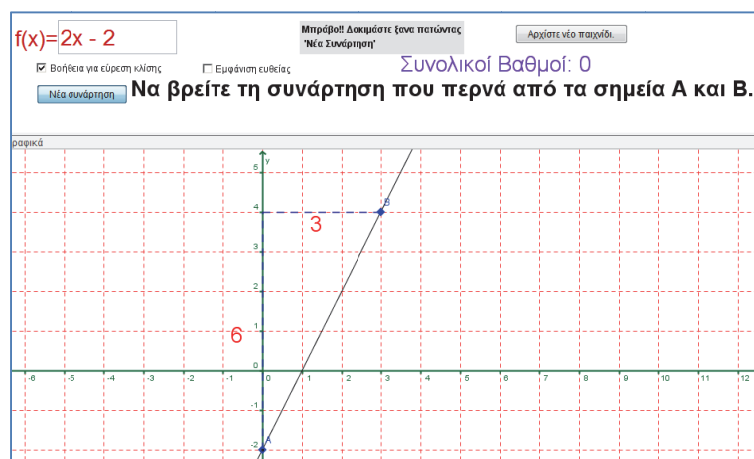 f(x)= 2x - 2
Μπράβο!! Δοκιμάστε ξανα πατώντας
'Νέα Συνάρτηση'
Αρχίστε νέο παιχνίδι.
Βοήθεια για εύρεση κλίσης
Εμφάνιση ευθείας
Συνολικοί Βαθμοί: 0
Νέα συνάρτηση
Να βρείτε τη συνάρτηση που περνά από τα σημεία Α και Β.
ραφικά
y
5
B
4
3
3
2
6
1
0
-6 -5 -4 -3 -2 -1 0 1 2 3 4 5 6 7 8 9 10 11 12
-1
A
-2